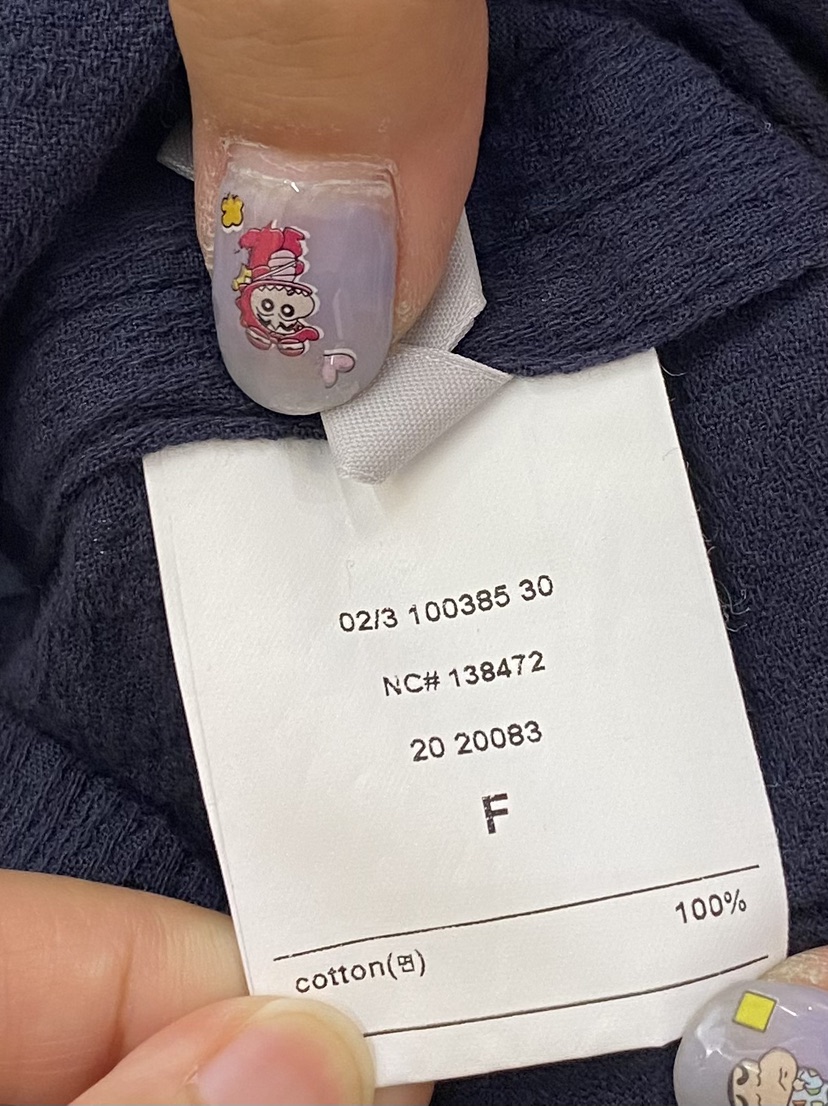 02/3 100385 30
NC# 138472
20 20083
F
cotton(면) 100%